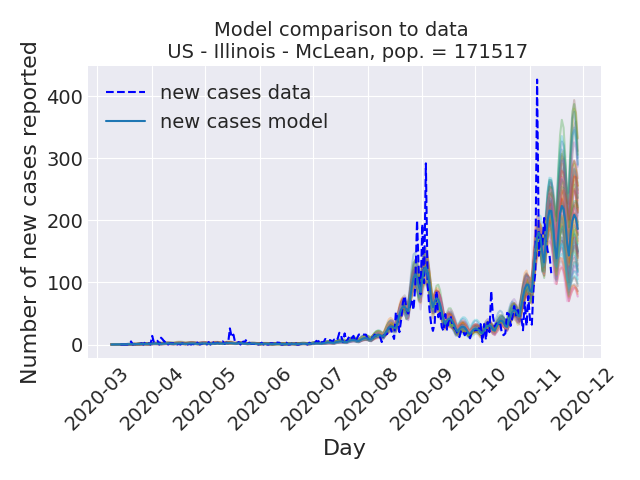 Model comparison to data
US - Illinois - McLean, pop. = 171517
Number of new cases reported
400
300
200
100
0
new cases data
new cases model
2020-03
2020-04
2020-05
2020-06
2020-07
2020-08
2020-09
2020-10
2020-11
2020-12
Day